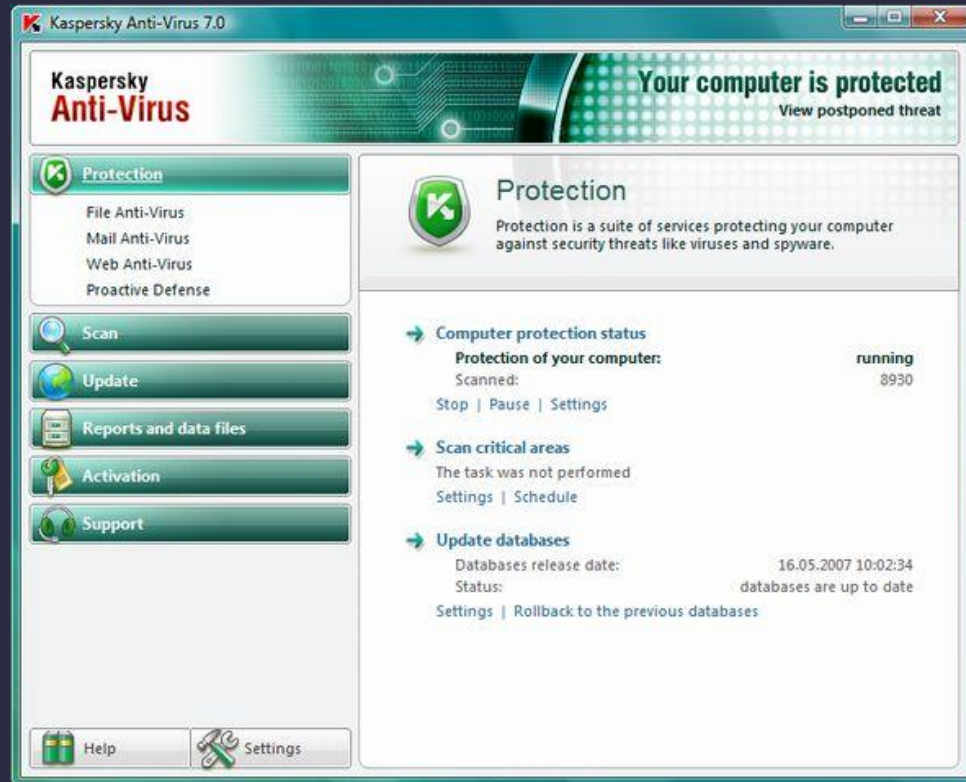 Kaspersky Anti-Virus 7.0
Kaspersky
Anti-Virus
Your computer is protected
View postponed threat
Protection
File Anti-Virus
Mail Anti-Virus
Web Anti-Virus
Proactive Defense
Scan
Update
Reports and data files
Activation
Support
Help
Settings
Protection
Protection is a suite of services protecting your computer
against security threats like viruses and spyware.
Computer protection status
Protection of your computer: running
Scanned: 8930
Stop | Pause | Settings
Scan critical areas
The task was not performed
Settings | Schedule
Update databases
Databases release date: 16.05.2007 10:02:34
Status: databases are up to date
Settings | Rollback to the previous databases